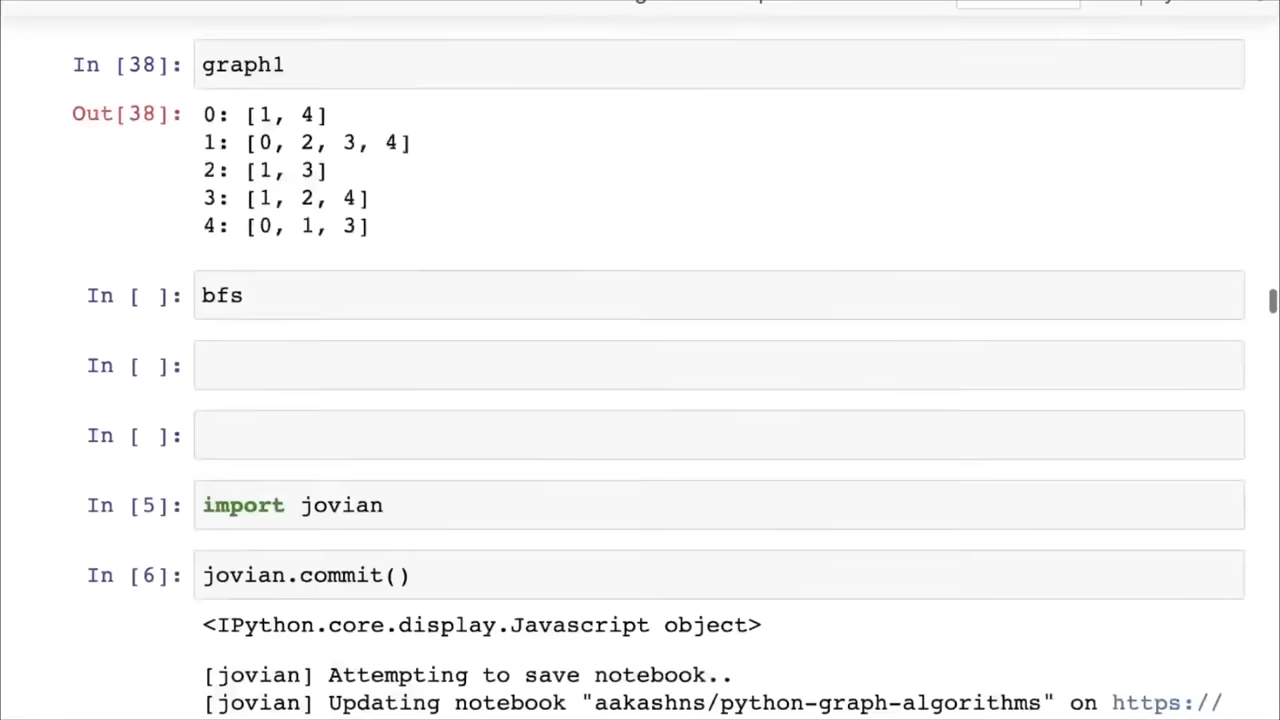 In [38]: graph1
Out[38]: 0: [1, 4]
1: [0, 2, 3, 4]
2: [1, 3]
3: [1, 2, 4]
4: [0, 1, 3]
In [ ]: bfs
In [ ]:
In [ ]:
In [5]: import jovian
In [6]: jovian.commit()
<IPython.core.display.Javascript object>
[jovian] Attempting to save notebook..
[jovian] Updating notebook "aakashns/python-graph-algorithms" on https://